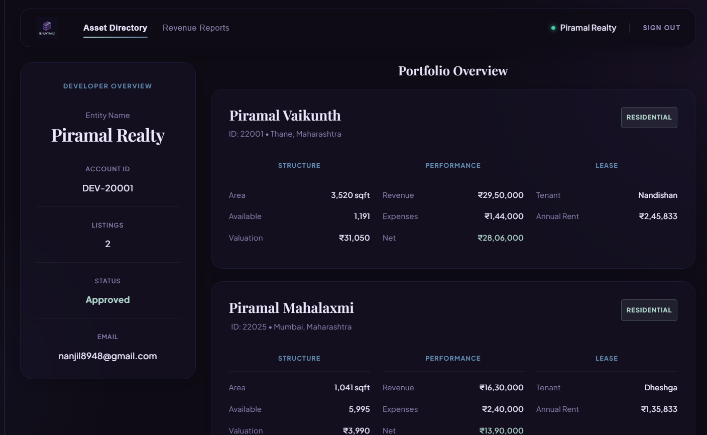 Asset Directory
Revenue Reports
Piramal Realty
SIGN OUT
DEVELOPER OVERVIEW
Entity Name
Piramal Realty
ACCOUNT ID
DEV-20001
LISTINGS
2
STATUS
Approved
EMAIL
nanjil8948@gmail.com
Portfolio Overview
Piramal Vaikunth
RESIDENTIAL
ID: 22001 • Thane, Maharashtra
STRUCTURE PERFORMANCE LEASE
Area 3,520 sqft Revenue ₹29,50,000 Tenant Nandishan
Available 1,191 Expenses ₹1,44,000 Annual Rent ₹2,45,833
Valuation ₹31,050 Net ₹28,06,000
Piramal Mahalaxmi
RESIDENTIAL
ID: 22025 • Mumbai, Maharashtra
STRUCTURE PERFORMANCE LEASE
Area 1,041 sqft Revenue ₹16,30,000 Tenant Dheshga
Available 5,995 Expenses ₹2,40,000 Annual Rent ₹1,35,833
Valuation ₹3,990 Net ₹13,90,000